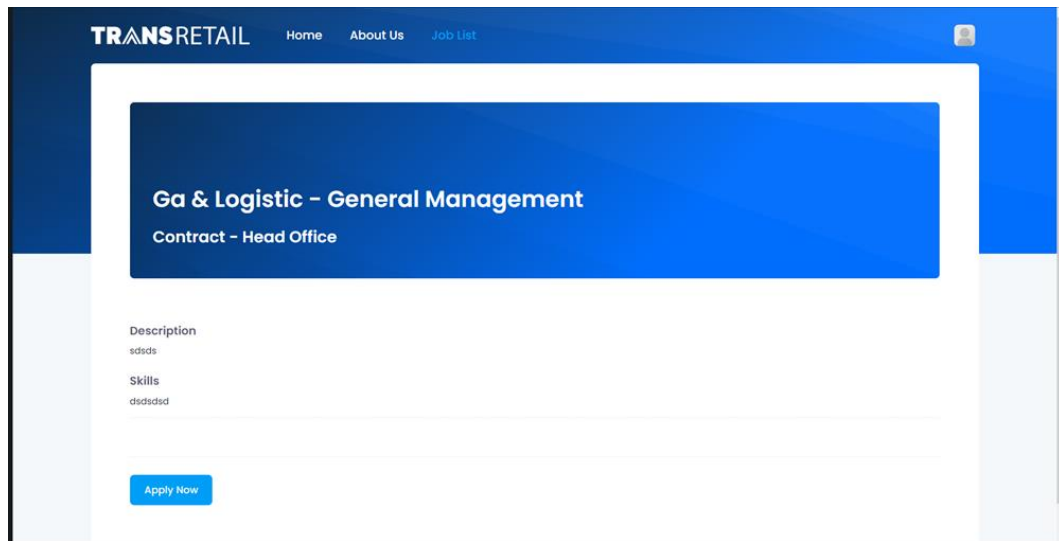 TRANSRETAIL Home About Us Job List
Ga & Logistic - General Management
Contract - Head Office
Description
sdsds
Skills
dsdsdsd
Apply Now